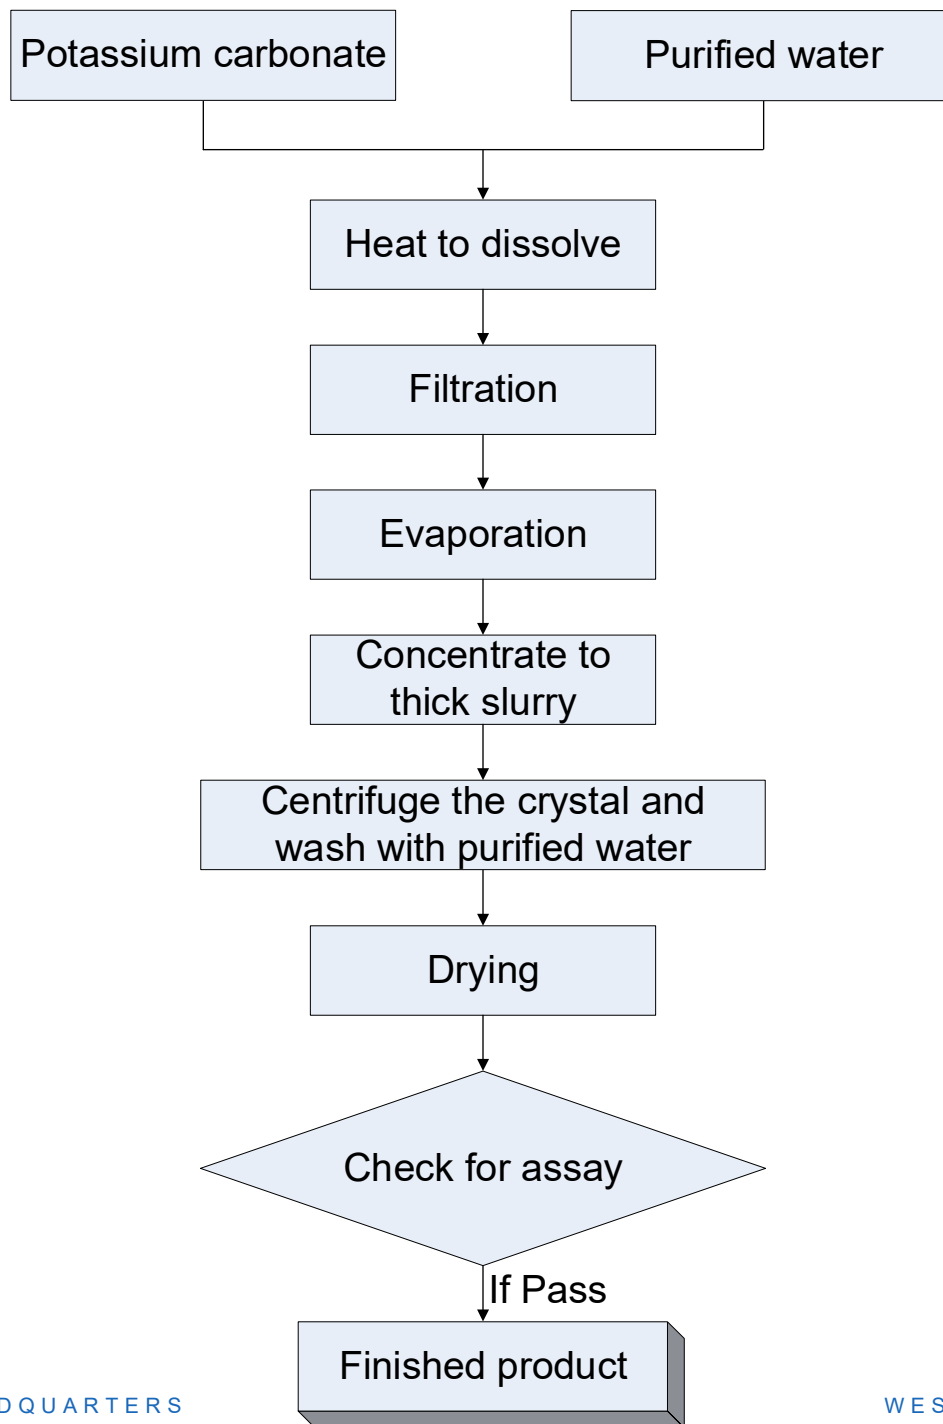 Potassium carbonate
Purified water
Heat to dissolve
Filtration
Evaporation
Concentrate to
thick slurry
Centrifuge the crystal and
wash with purified water
Drying
Check for assay
If Pass
Finished product
DQUARTERS
WES